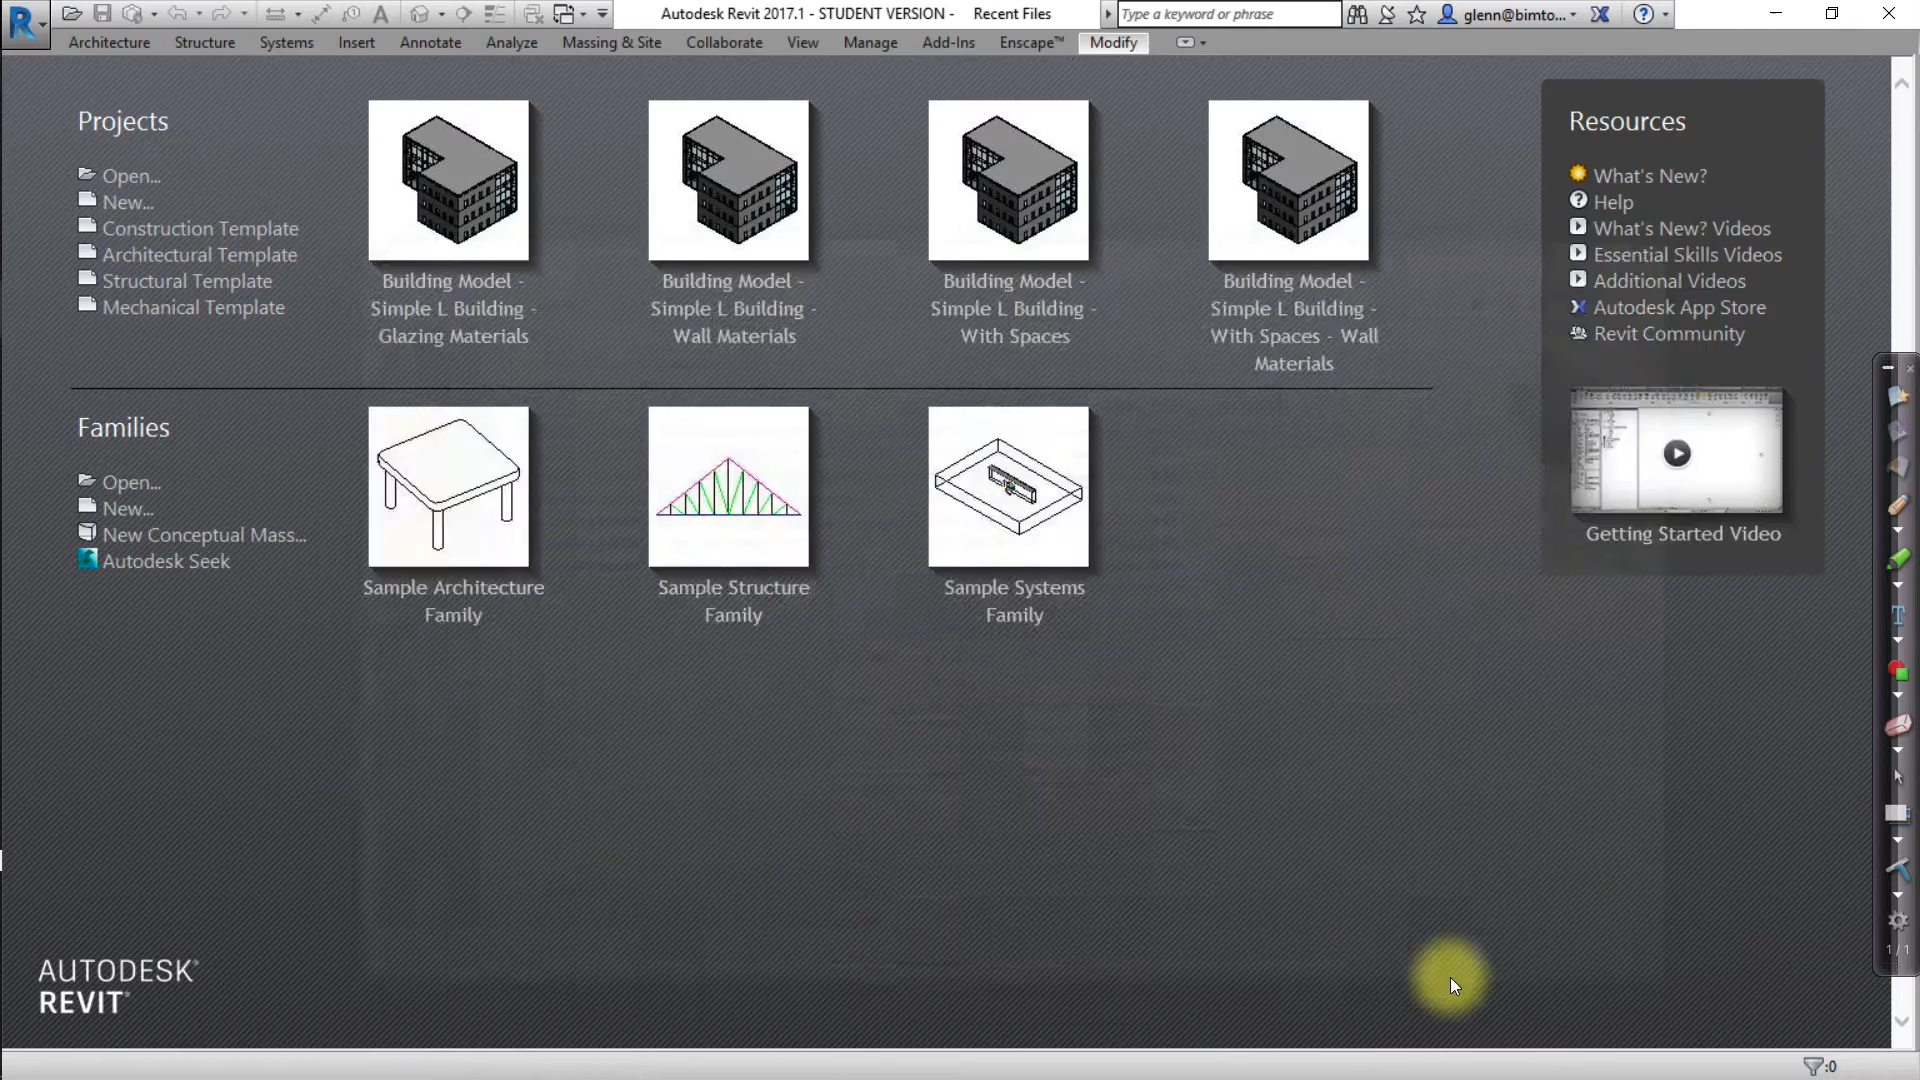 Autodesk Revit 2017.1 - STUDENT VERSION - Recent Files
Type a keyword or phrase
glenn@bimto...
Architecture Structure Systems Insert Annotate Analyze Massing & Site Collaborate View Manage Add-Ins Enscape™ Modify
Projects
Open...
New...
Construction Template
Architectural Template
Structural Template
Mechanical Template
Building Model -
Simple L Building -
Glazing Materials
Building Model -
Simple L Building -
Wall Materials
Building Model -
Simple L Building -
With Spaces
Building Model -
Simple L Building -
With Spaces - Wall
Materials
Families
Open...
New...
New Conceptual Mass...
Autodesk Seek
Sample Architecture
Family
Sample Structure
Family
Sample Systems
Family
Resources
What's New?
Help
What's New? Videos
Essential Skills Videos
Additional Videos
Autodesk App Store
Revit Community
Getting Started Video
1 / 1
AUTODESK®
REVIT®
:0